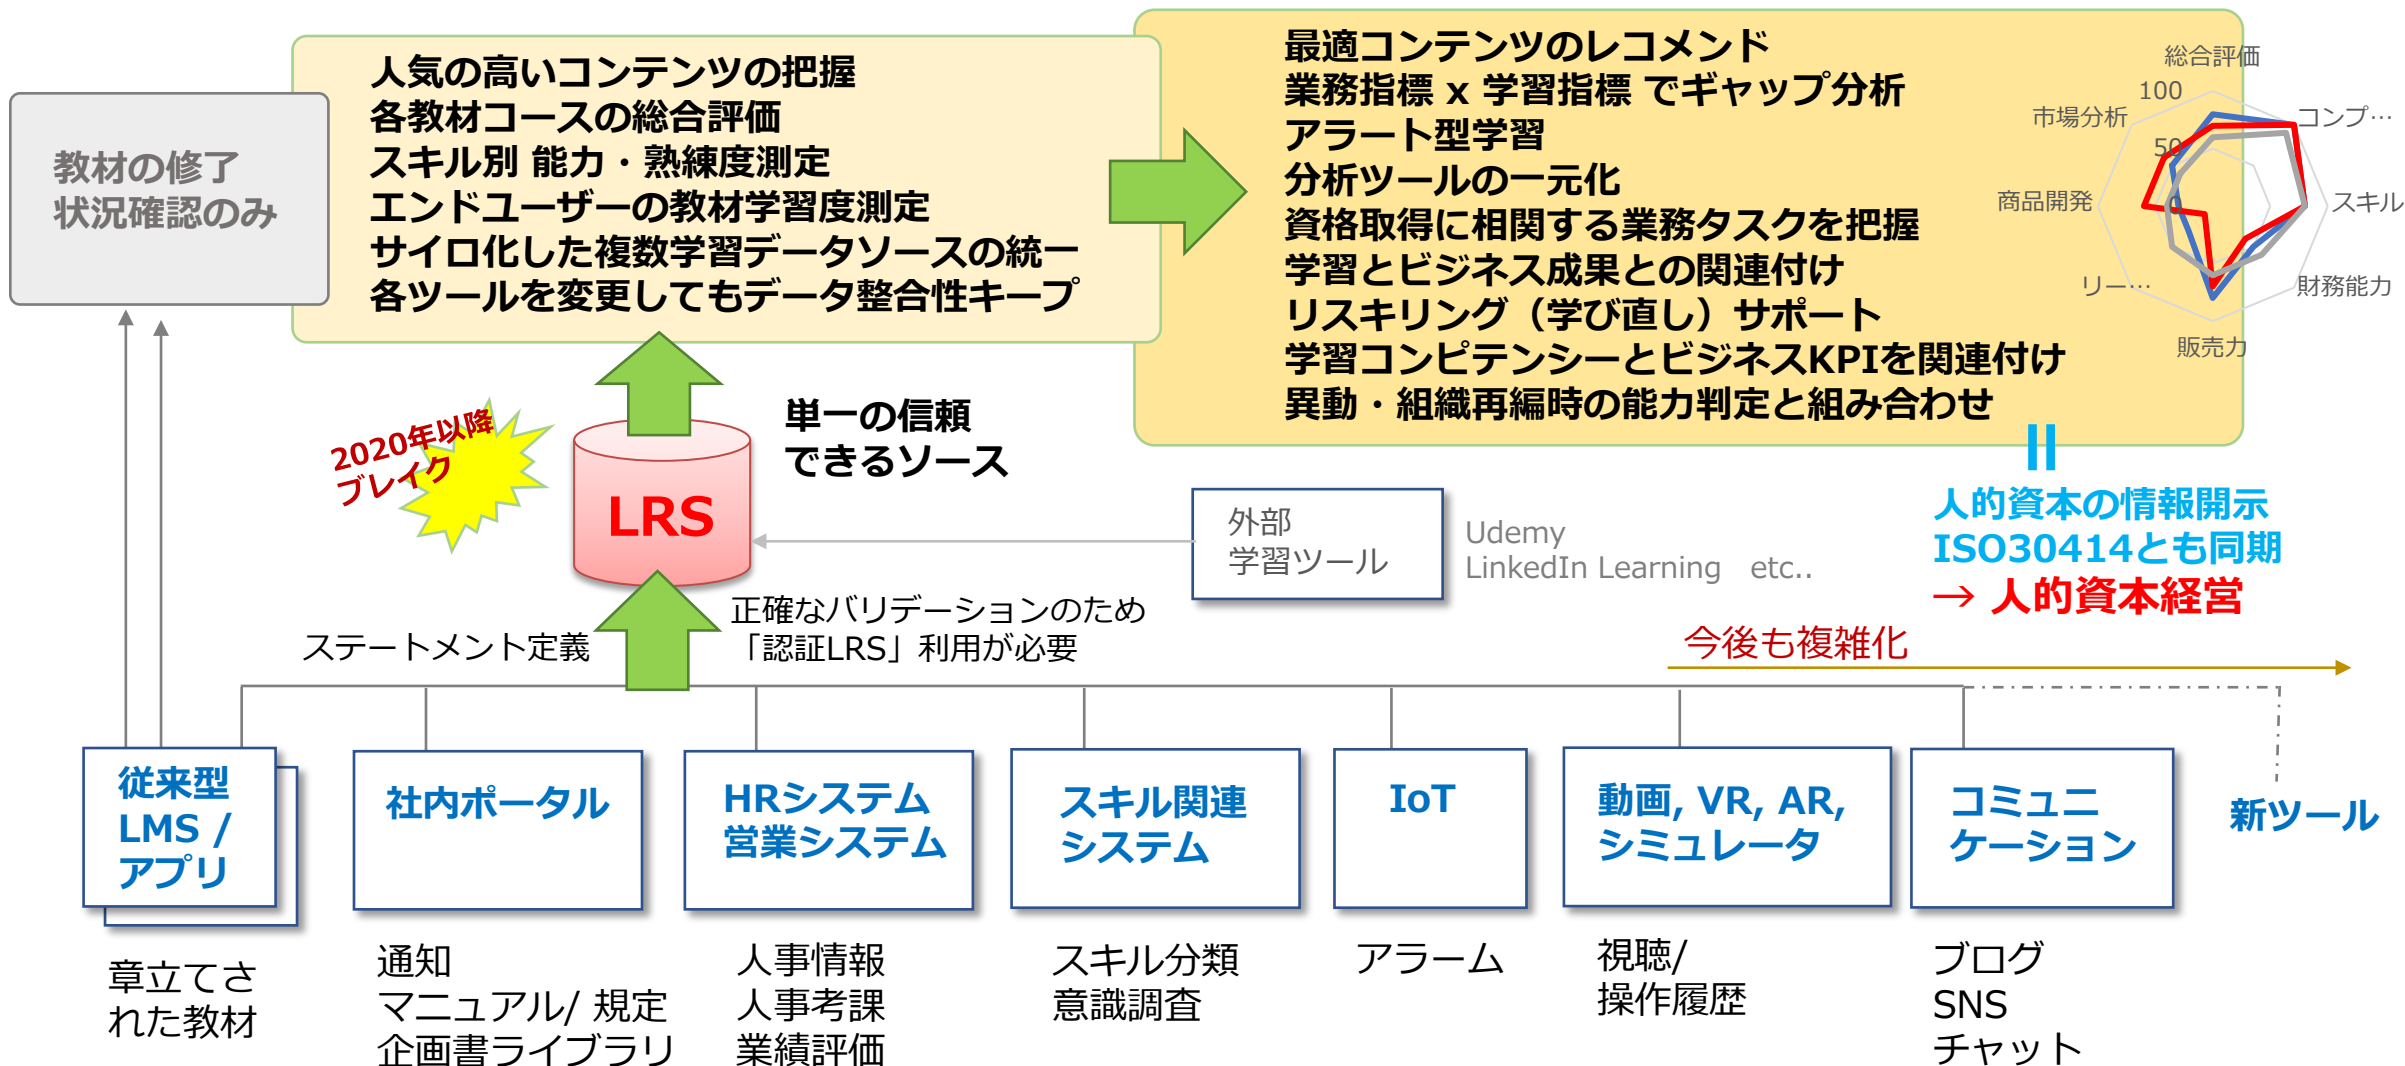 教材の修了
状況確認のみ
人気の高いコンテンツの把握
各教材コースの総合評価
スキル別 能力・熟練度測定
エンドユーザーの教材学習度測定
サイロ化した複数学習データソースの統一
各ツールを変更してもデータ整合性キープ
最適コンテンツのレコメンド
業務指標 x 学習指標 でギャップ分析
アラート型学習
分析ツールの一元化
資格取得に相関する業務タスクを把握
学習とビジネス成果との関連付け
リスキリング（学び直し）サポート
学習コンピテンシーとビジネスKPIを関連付け
異動・組織再編時の能力判定と組み合わせ
総合評価
コンプ…
スキル
財務能力
販売力
リー…
商品開発
市場分析
100
50
0
2020年以降
ブレイク
LRS
単一の信頼
できるソース
外部
学習ツール
Udemy
LinkedIn Learning etc..
人的資本の情報開示
ISO30414とも同期
→ 人的資本経営
ステートメント定義
正確なバリデーションのため
「認証LRS」利用が必要
今後も複雑化
従来型
LMS /
アプリ
社内ポータル
HRシステム
営業システム
スキル関連
システム
IoT
動画, VR, AR,
シミュレータ
コミュニ
ケーション
新ツール
章立てさ
れた教材
通知
マニュアル/ 規定
企画書ライブラリ
人事情報
人事考課
業績評価
スキル分類
意識調査
アラーム
視聴/
操作履歴
ブログ
SNS
チャット